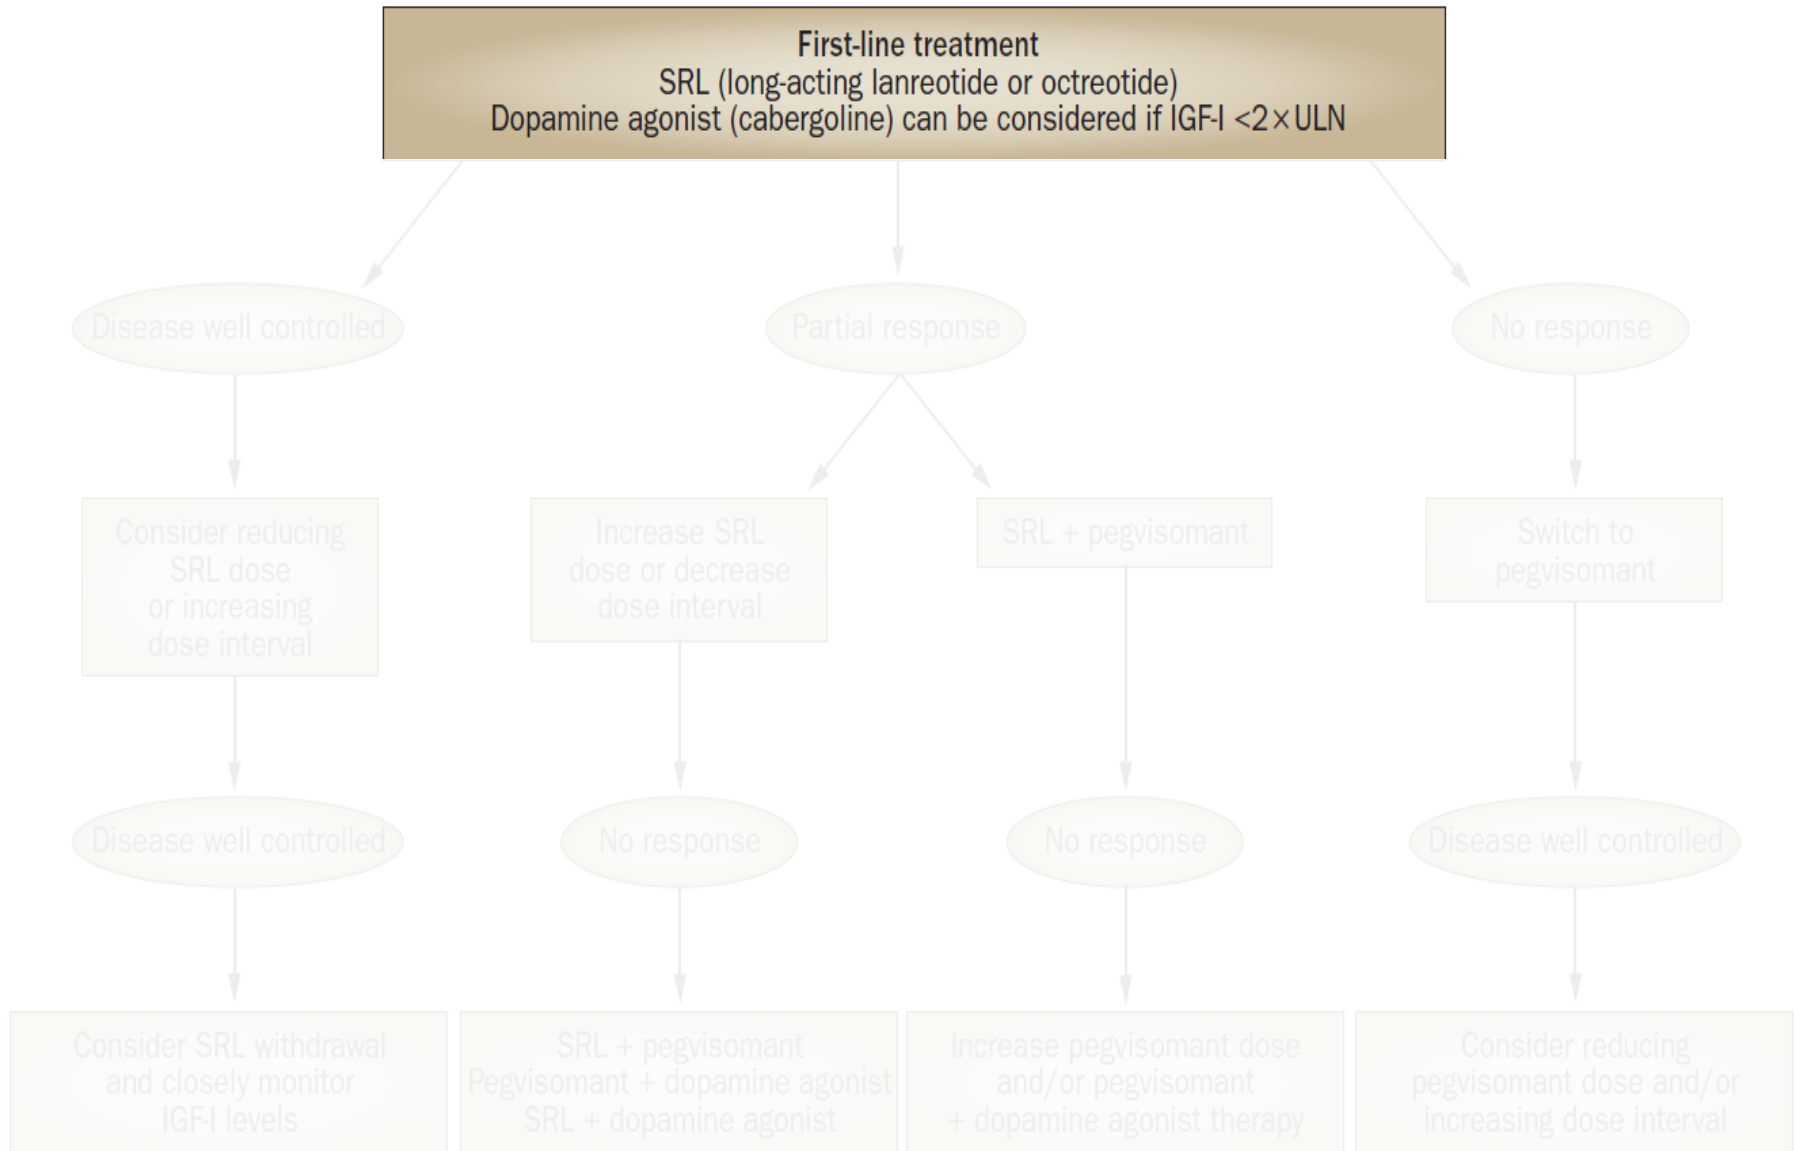 First-line treatment
SRL (long-acting lanreotide or octreotide)
Dopamine agonist (cabergoline) can be considered if IGF-I <2×ULN
Disease well controlled
Partial response
No response
Consider reducing
SRL dose
or increasing
dose interval
Increase SRL
dose or decrease
dose interval
SRL + pegvisomant
Switch to
pegvisomant
Disease well controlled
No response
No response
Disease well controlled
Consider SRL withdrawal
and closely monitor
IGF-I levels
SRL + pegvisomant
Pegvisomant + dopamine agonist
SRL + dopamine agonist
Increase pegvisomant dose
and/or pegvisomant
+ dopamine agonist therapy
Consider reducing
pegvisomant dose and/or
increasing dose interval